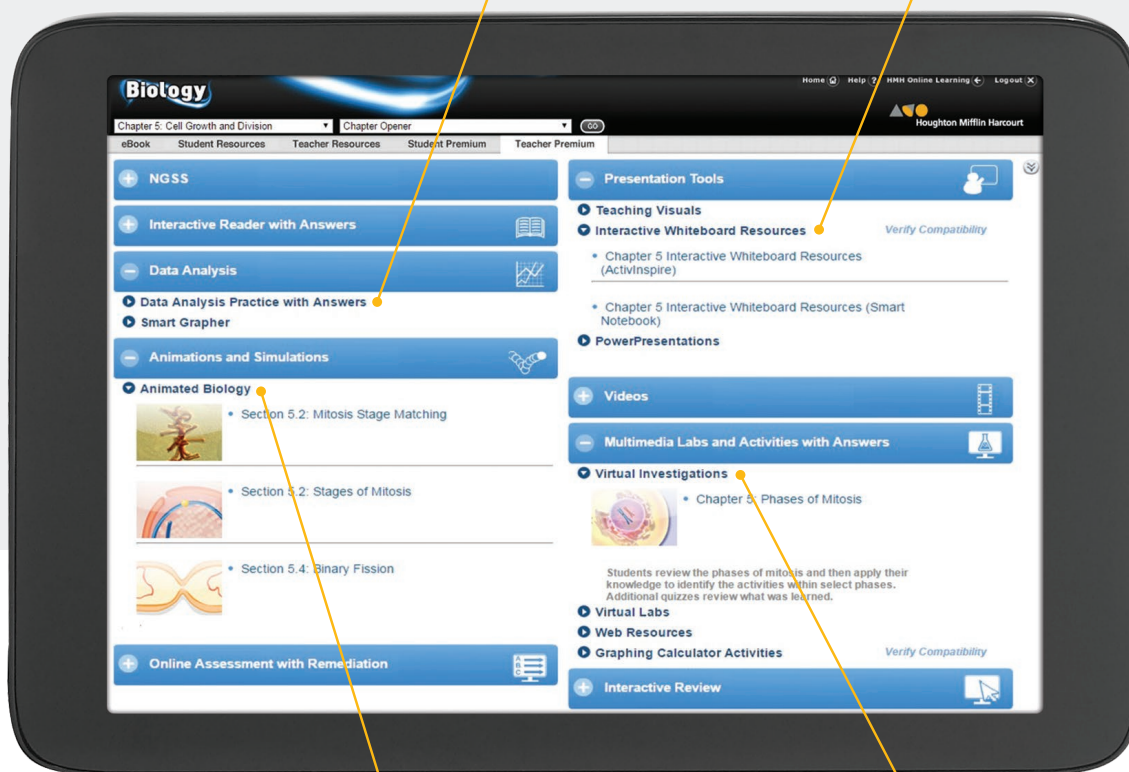 Biology
Home Help ? HMH Online Learning Logout X
Houghton Mifflin Harcourt
Chapter 5: Cell Growth and Division Chapter Opener GO
eBook Student Resources Teacher Resources Student Premium Teacher Premium
NGSS
Interactive Reader with Answers
Data Analysis
Data Analysis Practice with Answers
Smart Grapher
Animations and Simulations
Animated Biology
Section 5.2: Mitosis Stage Matching
Section 5.2: Stages of Mitosis
Section 5.4: Binary Fission
Online Assessment with Remediation
A
B
C
Presentation Tools
Teaching Visuals
Interactive Whiteboard Resources Verify Compatibility
Chapter 5 Interactive Whiteboard Resources
(ActivInspire)
Chapter 5 Interactive Whiteboard Resources (Smart
Notebook)
PowerPresentations
Videos
Multimedia Labs and Activities with Answers
Virtual Investigations
Chapter 5: Phases of Mitosis
Students review the phases of mitosis and then apply their
knowledge to identify the activities within select phases.
Additional quizzes review what was learned.
Virtual Labs
Web Resources
Graphing Calculator Activities Verify Compatibility
Interactive Review